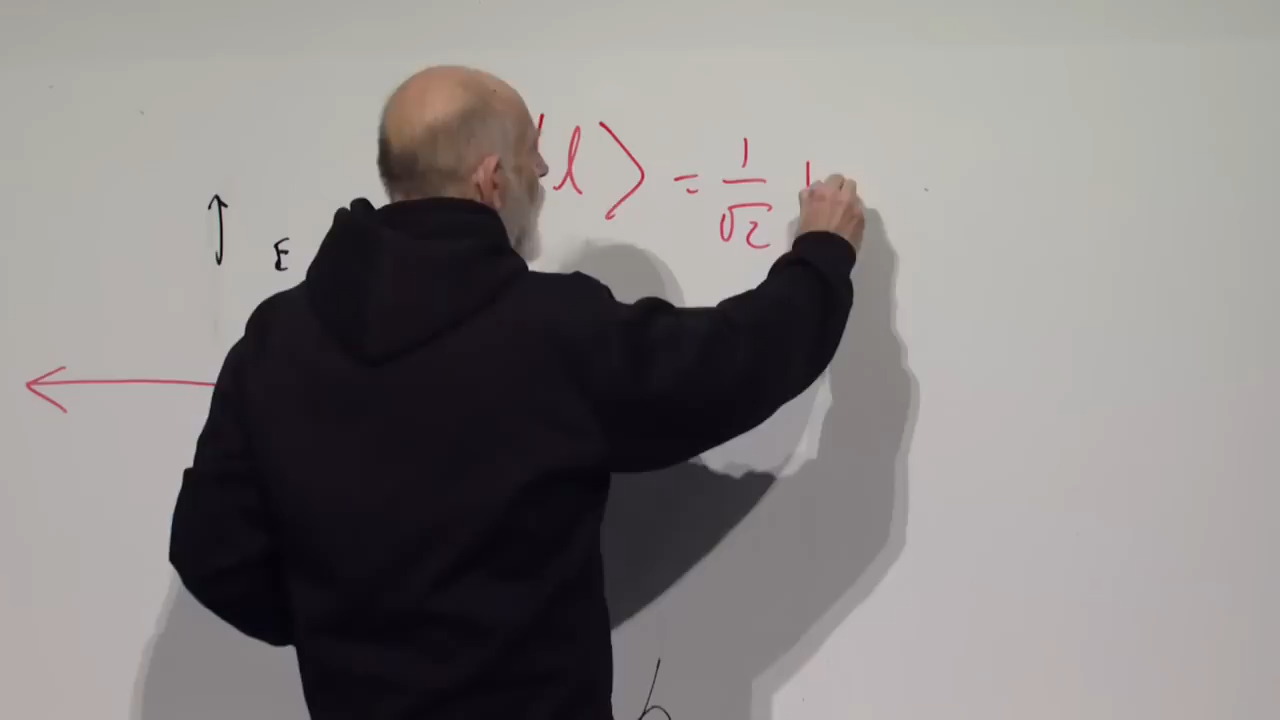 |l⟩ = 1/√2 |
E
h